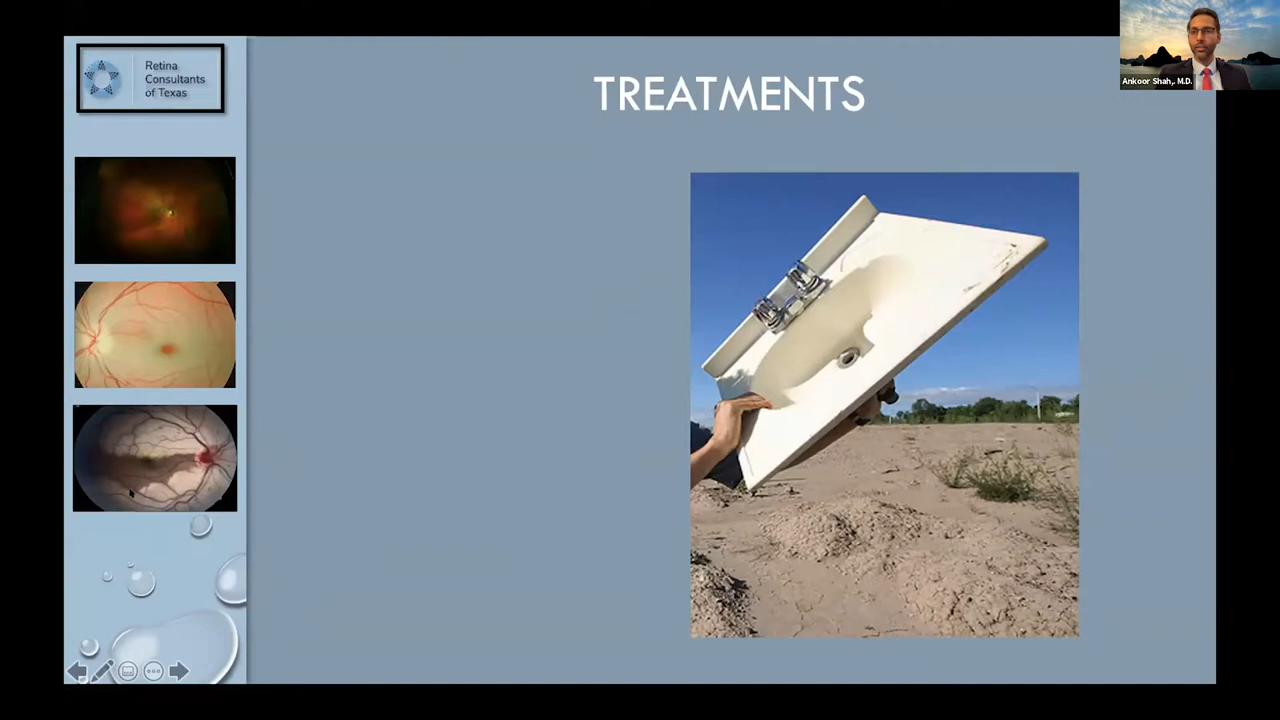 Retina
Consultants
of Texas
TREATMENTS
Ankoor Shah,. M.D.